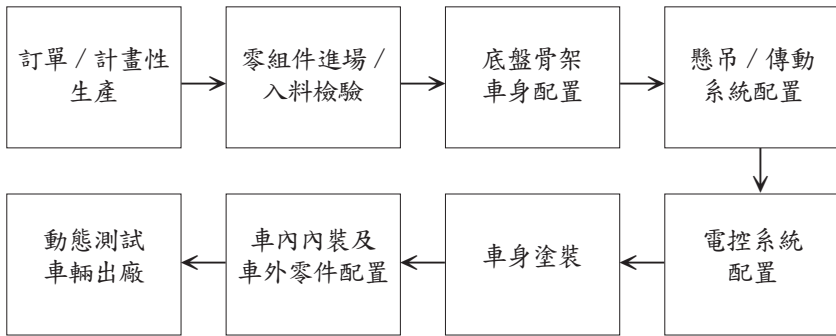 訂單 / 計畫性
生產
零組件進場 /
入料檢驗
底盤骨架
車身配置
懸吊 / 傳動
系統配置
電控系統
配置
車身塗裝
車內內裝及
車外零件配置
動態測試
車輛出廠